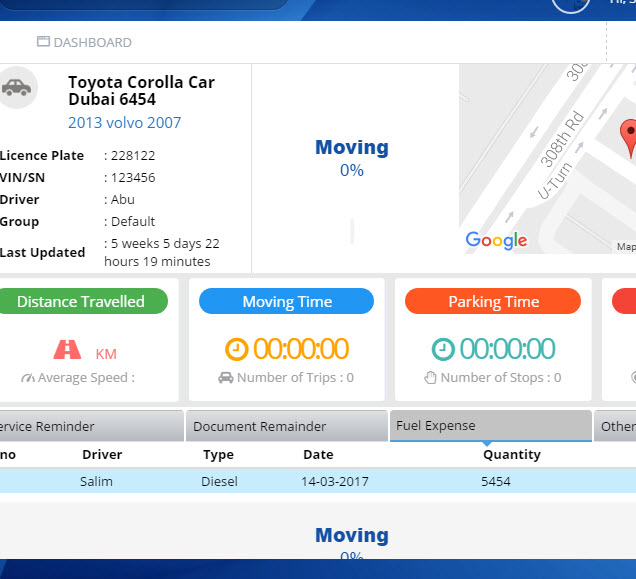 Hi, S
DASHBOARD
Toyota Corolla Car
Dubai 6454
2013 volvo 2007
Licence Plate : 228122
VIN/SN : 123456
Driver : Abu
Group : Default
Last Updated : 5 weeks 5 days 22
hours 19 minutes
Moving
0%
308
308th Rd
U-Turn
Google
Map
Distance Travelled
KM
Average Speed :
Moving Time
00:00:00
Number of Trips : 0
Parking Time
00:00:00
Number of Stops : 0
ervice Reminder Document Remainder Fuel Expense Other
no Driver Type Date Quantity
Salim Diesel 14-03-2017 5454
Moving
0%